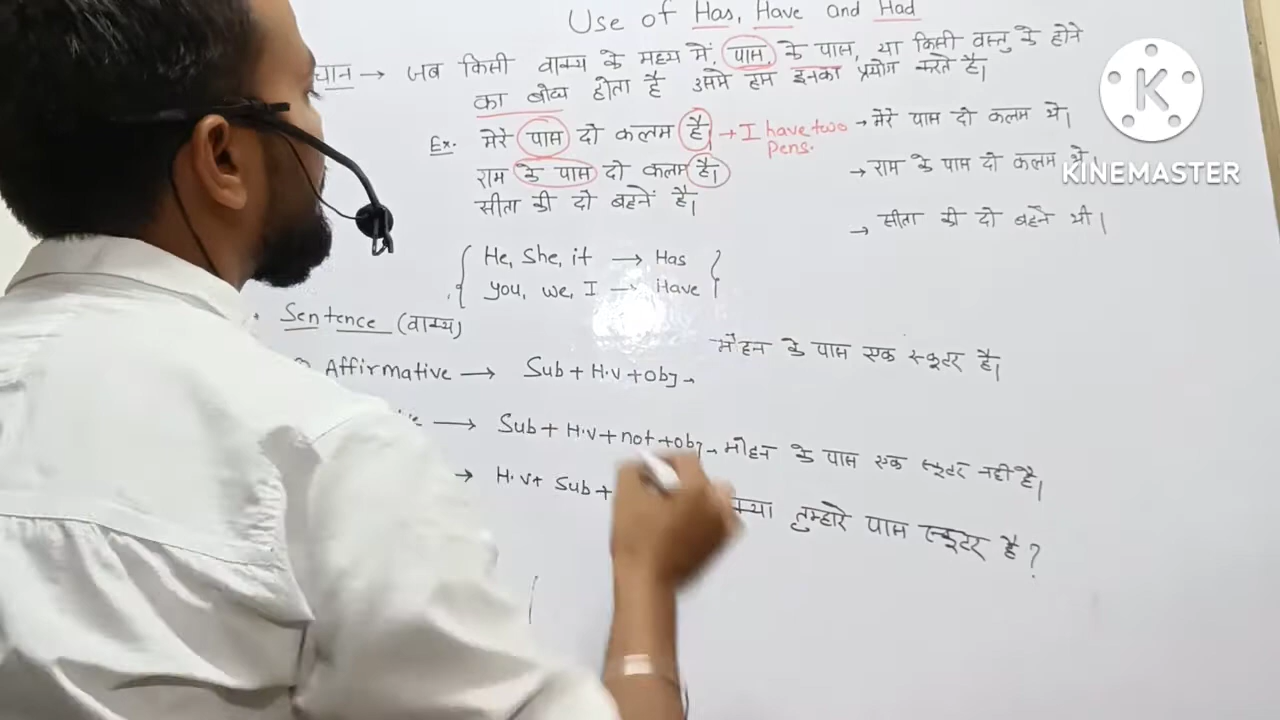 Use of Has, Have and Had
चान → जब किसी वाक्य के मध्य में, पास, के पास, या किसी वस्तु के होने
का बोध होता है उसमे हम इनका प्रयोग करते है।
Ex. मेरे पास दो कलम है। → I have two pens. → मेरे पास दो कलम थे।
राम के पास दो कलम है। → राम के पास दो कलम थे।
सीता की दो बहनें है। → सीता की दो बहनें थी।
He, She, it → Has
you, we, I → Have
Sentence (वाक्य)
Affirmative → Sub + H.V + obj → मोहन के पास एक स्कूटर है।
→ Sub + H.V + not + obj → मोहन के पास एक स्कूटर नही है।
→ H.V + Sub + क्या तुम्हारे पास स्कूटर है ?
K
KINEMASTER